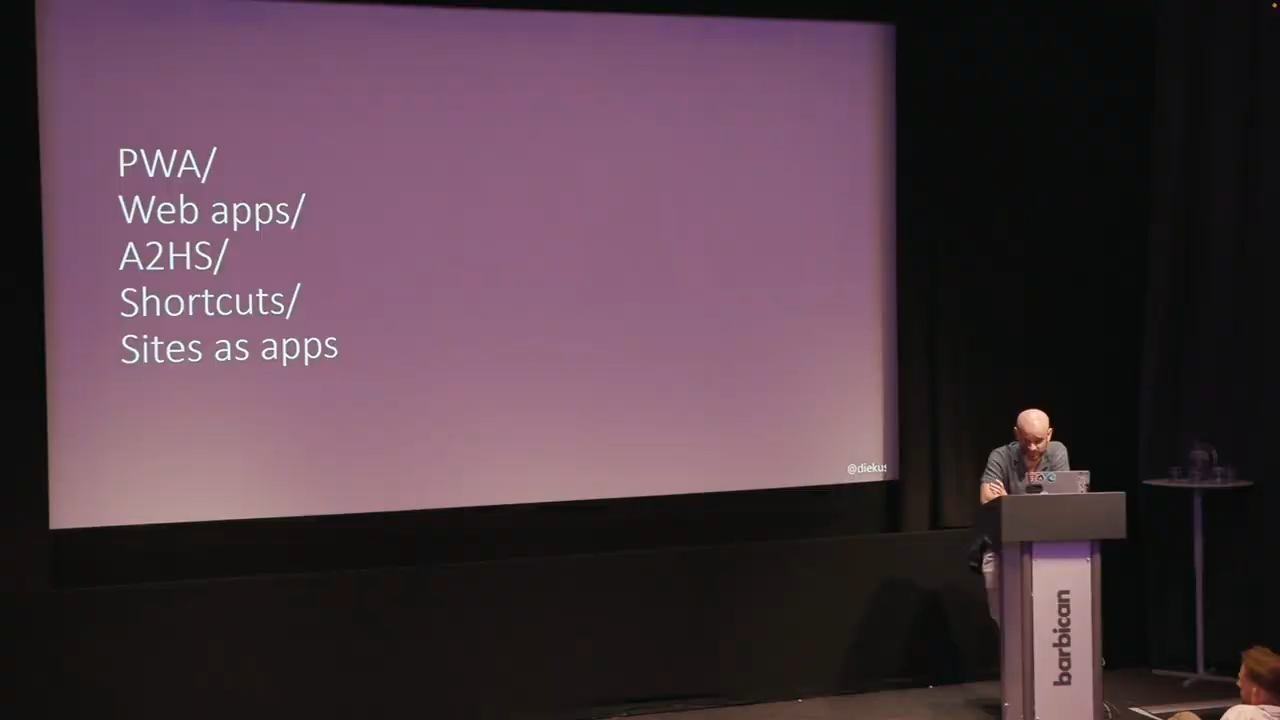 PWA/
Web apps/
A2HS/
Shortcuts/
Sites as apps
@diekus
barbican